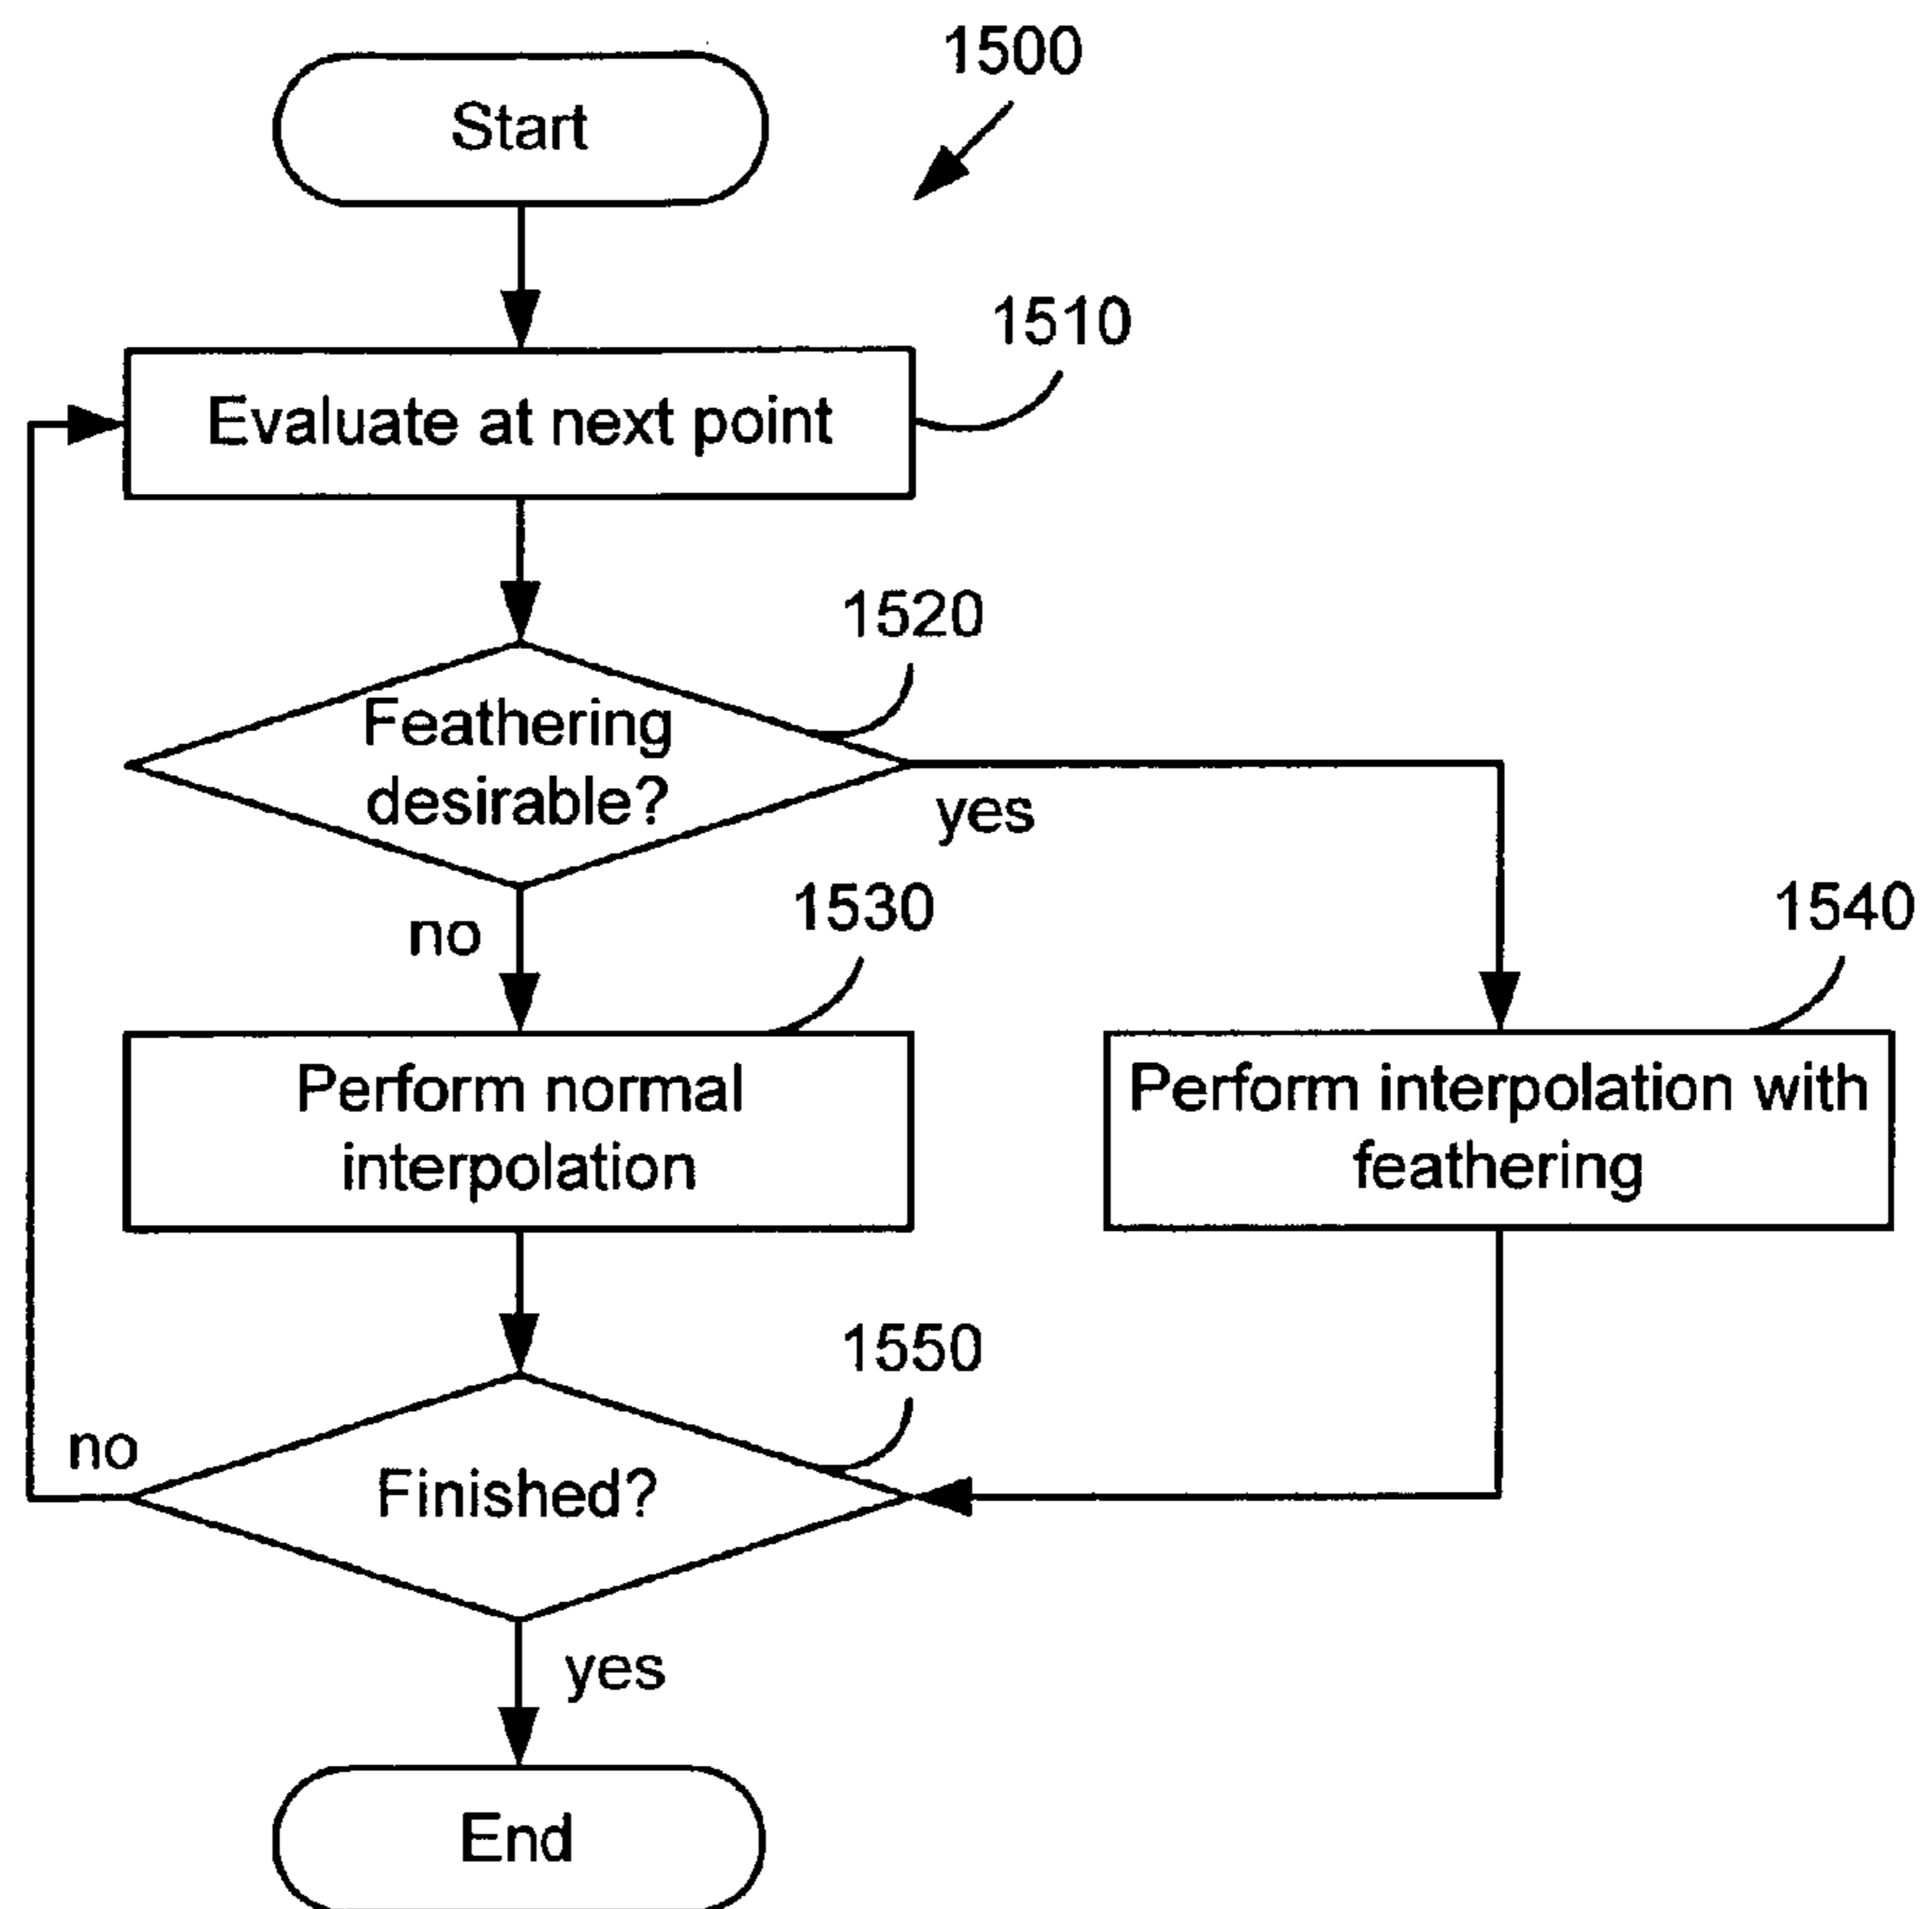 1500
Start
1510
Evaluate at next point
1520
Feathering
desirable?
yes
no
1530
1540
Perform normal
interpolation
Perform interpolation with
feathering
1550
no
Finished?
yes
End